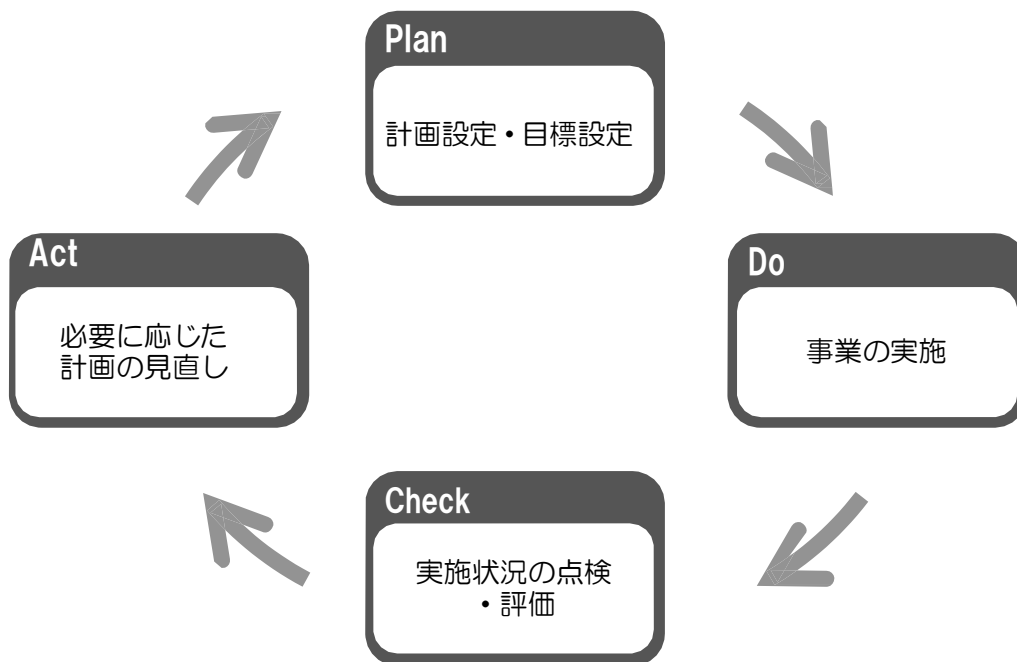 Plan
計画設定・目標設定
Do
事業の実施
Check
実施状況の点検
・評価
Act
必要に応じた
計画の見直し